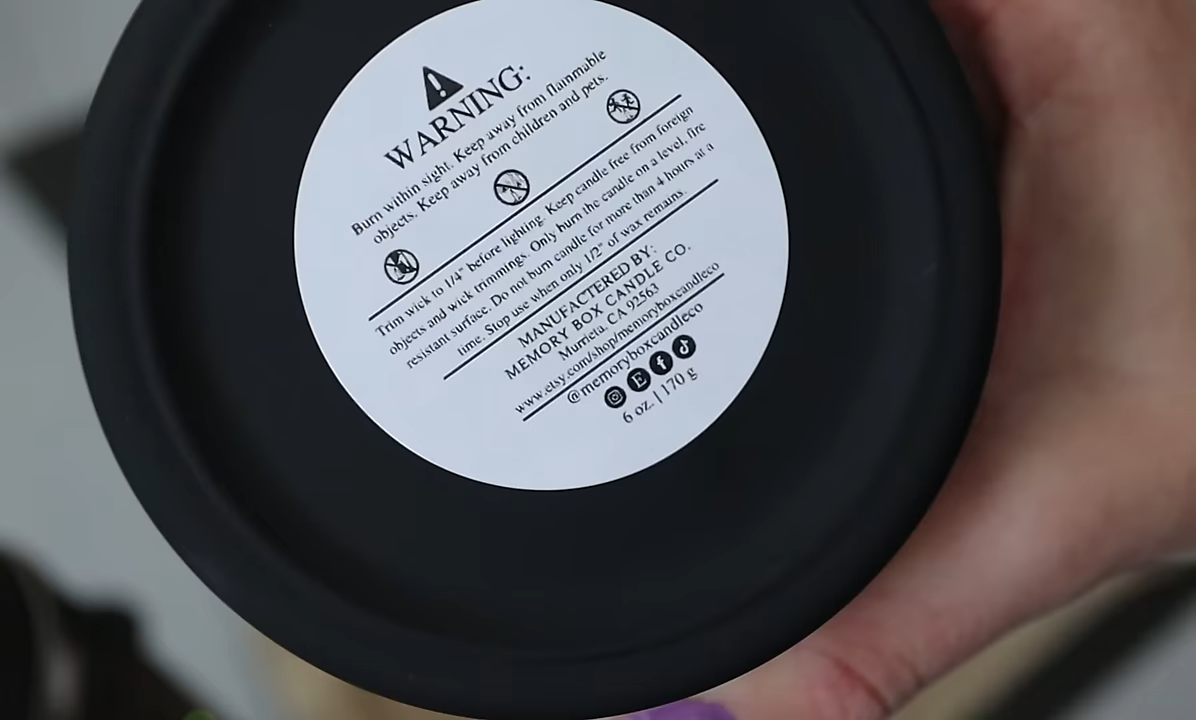 WARNING:
Burn within sight. Keep away from flammable
objects. Keep away from children and pets.
Trim wick to 1/4" before lighting. Keep candle free from foreign
objects and wick trimmings. Only burn the candle on a level, fire
resistant surface. Do not burn candle for more than 4 hours at a
time. Stop use when only 1/2" of wax remains.
MANUFACTERED BY:
MEMORY BOX CANDLE CO.
Murrieta, CA 92563
www.etsy.com/shop/memoryboxcandleco
@memoryboxcandleco
6 oz. | 170 g